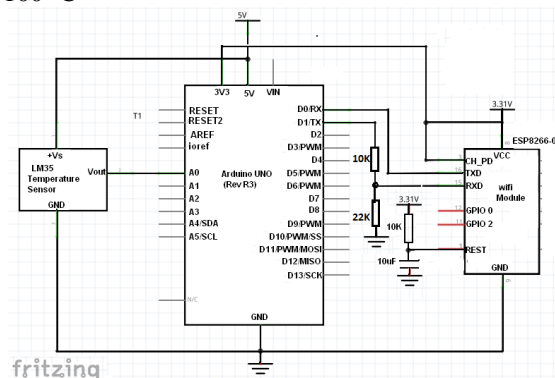 5V
3V3 5V VIN
T1
RESET
RESET2
AREF
ioref
A0
A1
A2
A3
A4/SDA
A5/SCL
N/C
Arduino UNO
(Rev R3)
D0/RX
D1/TX
D2
D3/PWM
D4
D5/PWM
D6/PWM
D7
D8
D9/PWM
D10/PWM/SS
D11/PWM/MOSI
D12/MISO
D13/SCK
GND
+Vs
LM35
Temperature
Sensor
Vout
GND
10K
22K
3.31V
10K
10uF
3.31V
ESP8266-0
VCC
CH_PD
TXD
RXD
wifi
Module
GPIO 0
GPIO 2
REST
GND
fritzing